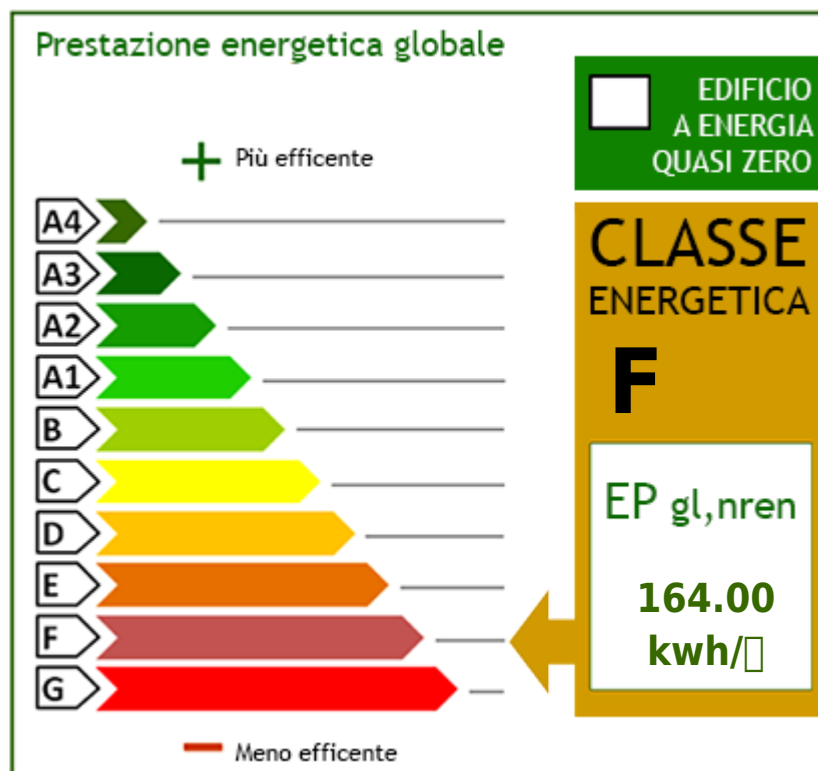 Prestazione energetica globale
EDIFICIO
A ENERGIA
QUASI ZERO
Più efficente
A4
A3
A2
A1
B
C
D
E
F
G
Meno efficente
CLASSE
ENERGETICA
F
EP gl,nren
164.00
kwh/